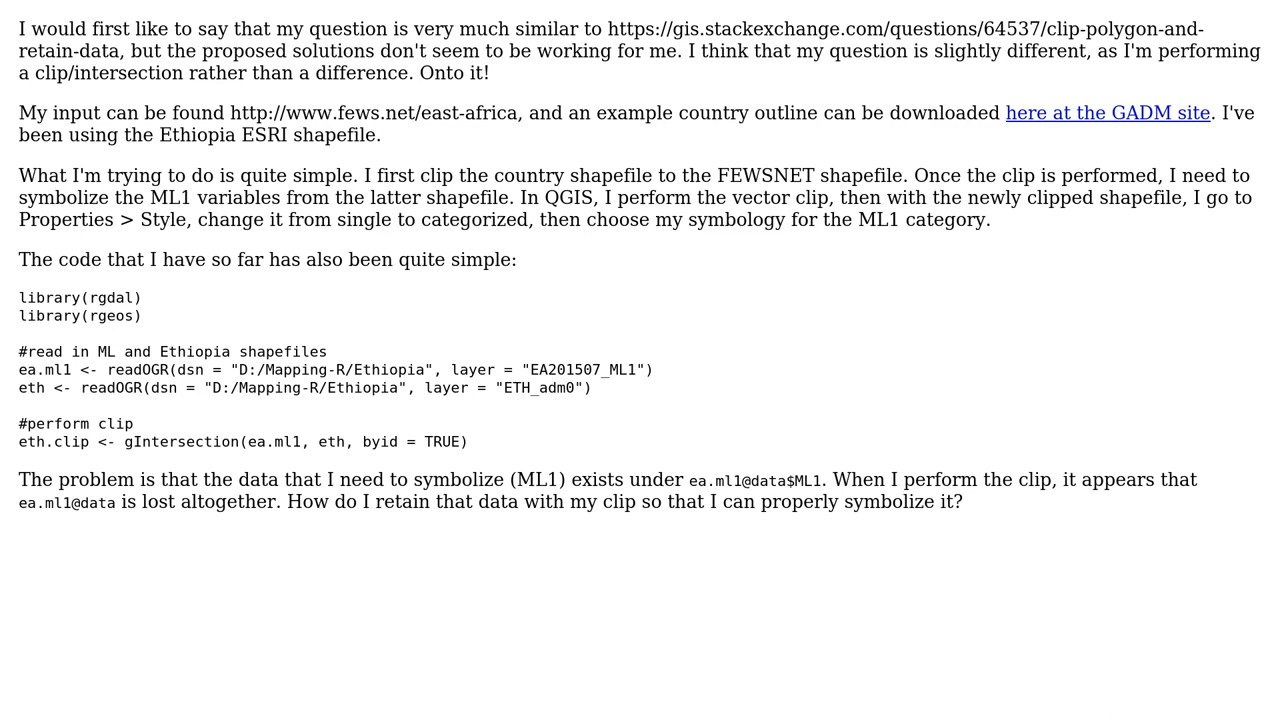 I would first like to say that my question is very much similar to https://gis.stackexchange.com/questions/64537/clip-polygon-and-
retain-data, but the proposed solutions don't seem to be working for me. I think that my question is slightly different, as I'm performing
a clip/intersection rather than a difference. Onto it!
My input can be found http://www.fews.net/east-africa, and an example country outline can be downloaded here at the GADM site. I've
been using the Ethiopia ESRI shapefile.
What I'm trying to do is quite simple. I first clip the country shapefile to the FEWSNET shapefile. Once the clip is performed, I need to
symbolize the ML1 variables from the latter shapefile. In QGIS, I perform the vector clip, then with the newly clipped shapefile, I go to
Properties > Style, change it from single to categorized, then choose my symbology for the ML1 category.
The code that I have so far has also been quite simple:
library(rgdal)
library(rgeos)
#read in ML and Ethiopia shapefiles
ea.ml1 <- readOGR(dsn = "D:/Mapping-R/Ethiopia", layer = "EA201507_ML1")
eth <- readOGR(dsn = "D:/Mapping-R/Ethiopia", layer = "ETH_adm0")
#perform clip
eth.clip <- gIntersection(ea.ml1, eth, byid = TRUE)
The problem is that the data that I need to symbolize (ML1) exists under ea.ml1@data$ML1. When I perform the clip, it appears that
ea.ml1@data is lost altogether. How do I retain that data with my clip so that I can properly symbolize it?